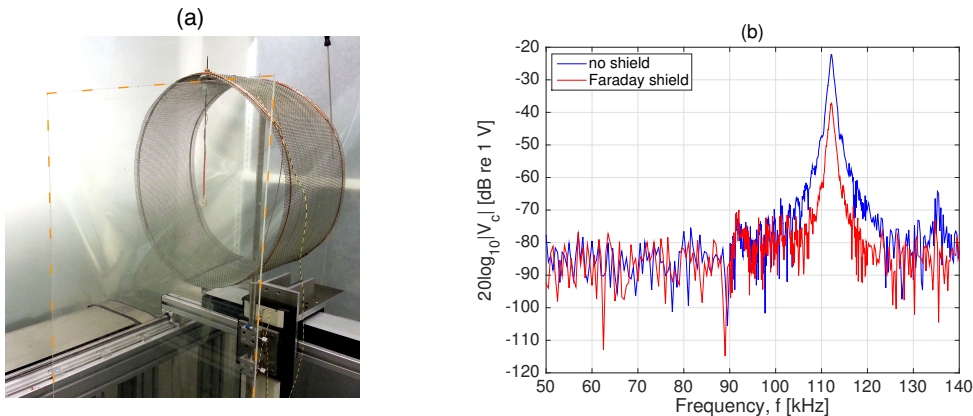 (a)
(b)
no shield
Faraday shield
20log₁₀|V_c| [dB re 1 V]
-20
-30
-40
-50
-60
-70
-80
-90
-100
-110
-120
50 60 70 80 90 100 110 120 130 140
Frequency, f [kHz]